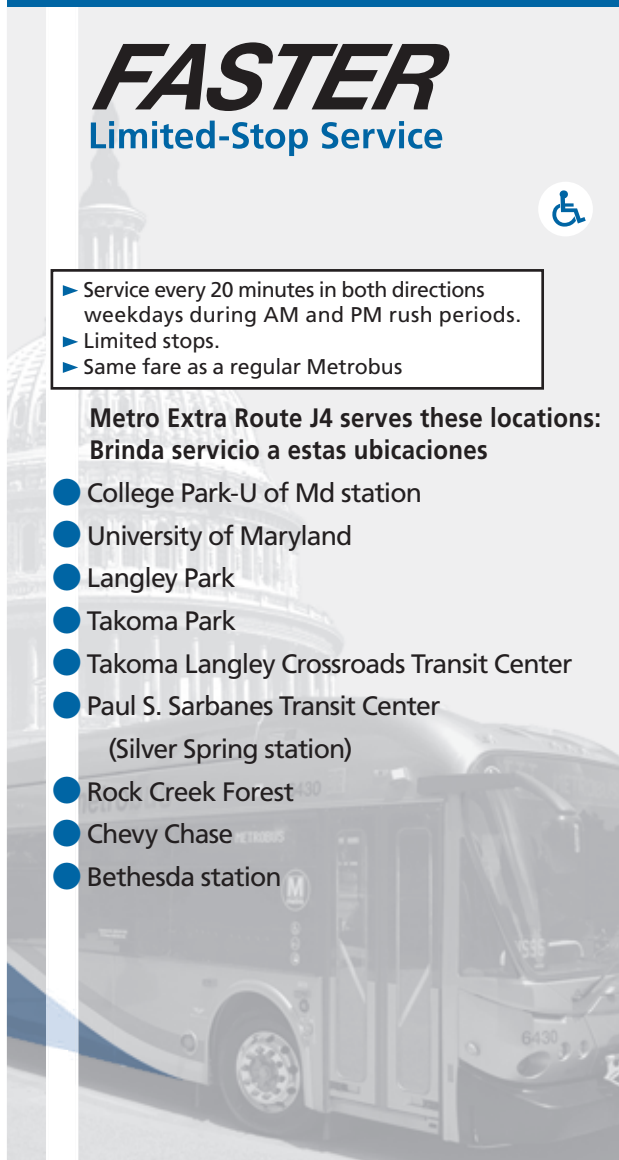 FASTER
Limited-Stop Service
► Service every 20 minutes in both directions
weekdays during AM and PM rush periods.
► Limited stops.
► Same fare as a regular Metrobus
Metro Extra Route J4 serves these locations:
Brinda servicio a estas ubicaciones
College Park-U of Md station
University of Maryland
Langley Park
Takoma Park
Takoma Langley Crossroads Transit Center
Paul S. Sarbanes Transit Center
(Silver Spring station)
Rock Creek Forest
6430
Chevy Chase
METROBUS
Bethesda station
M
6430